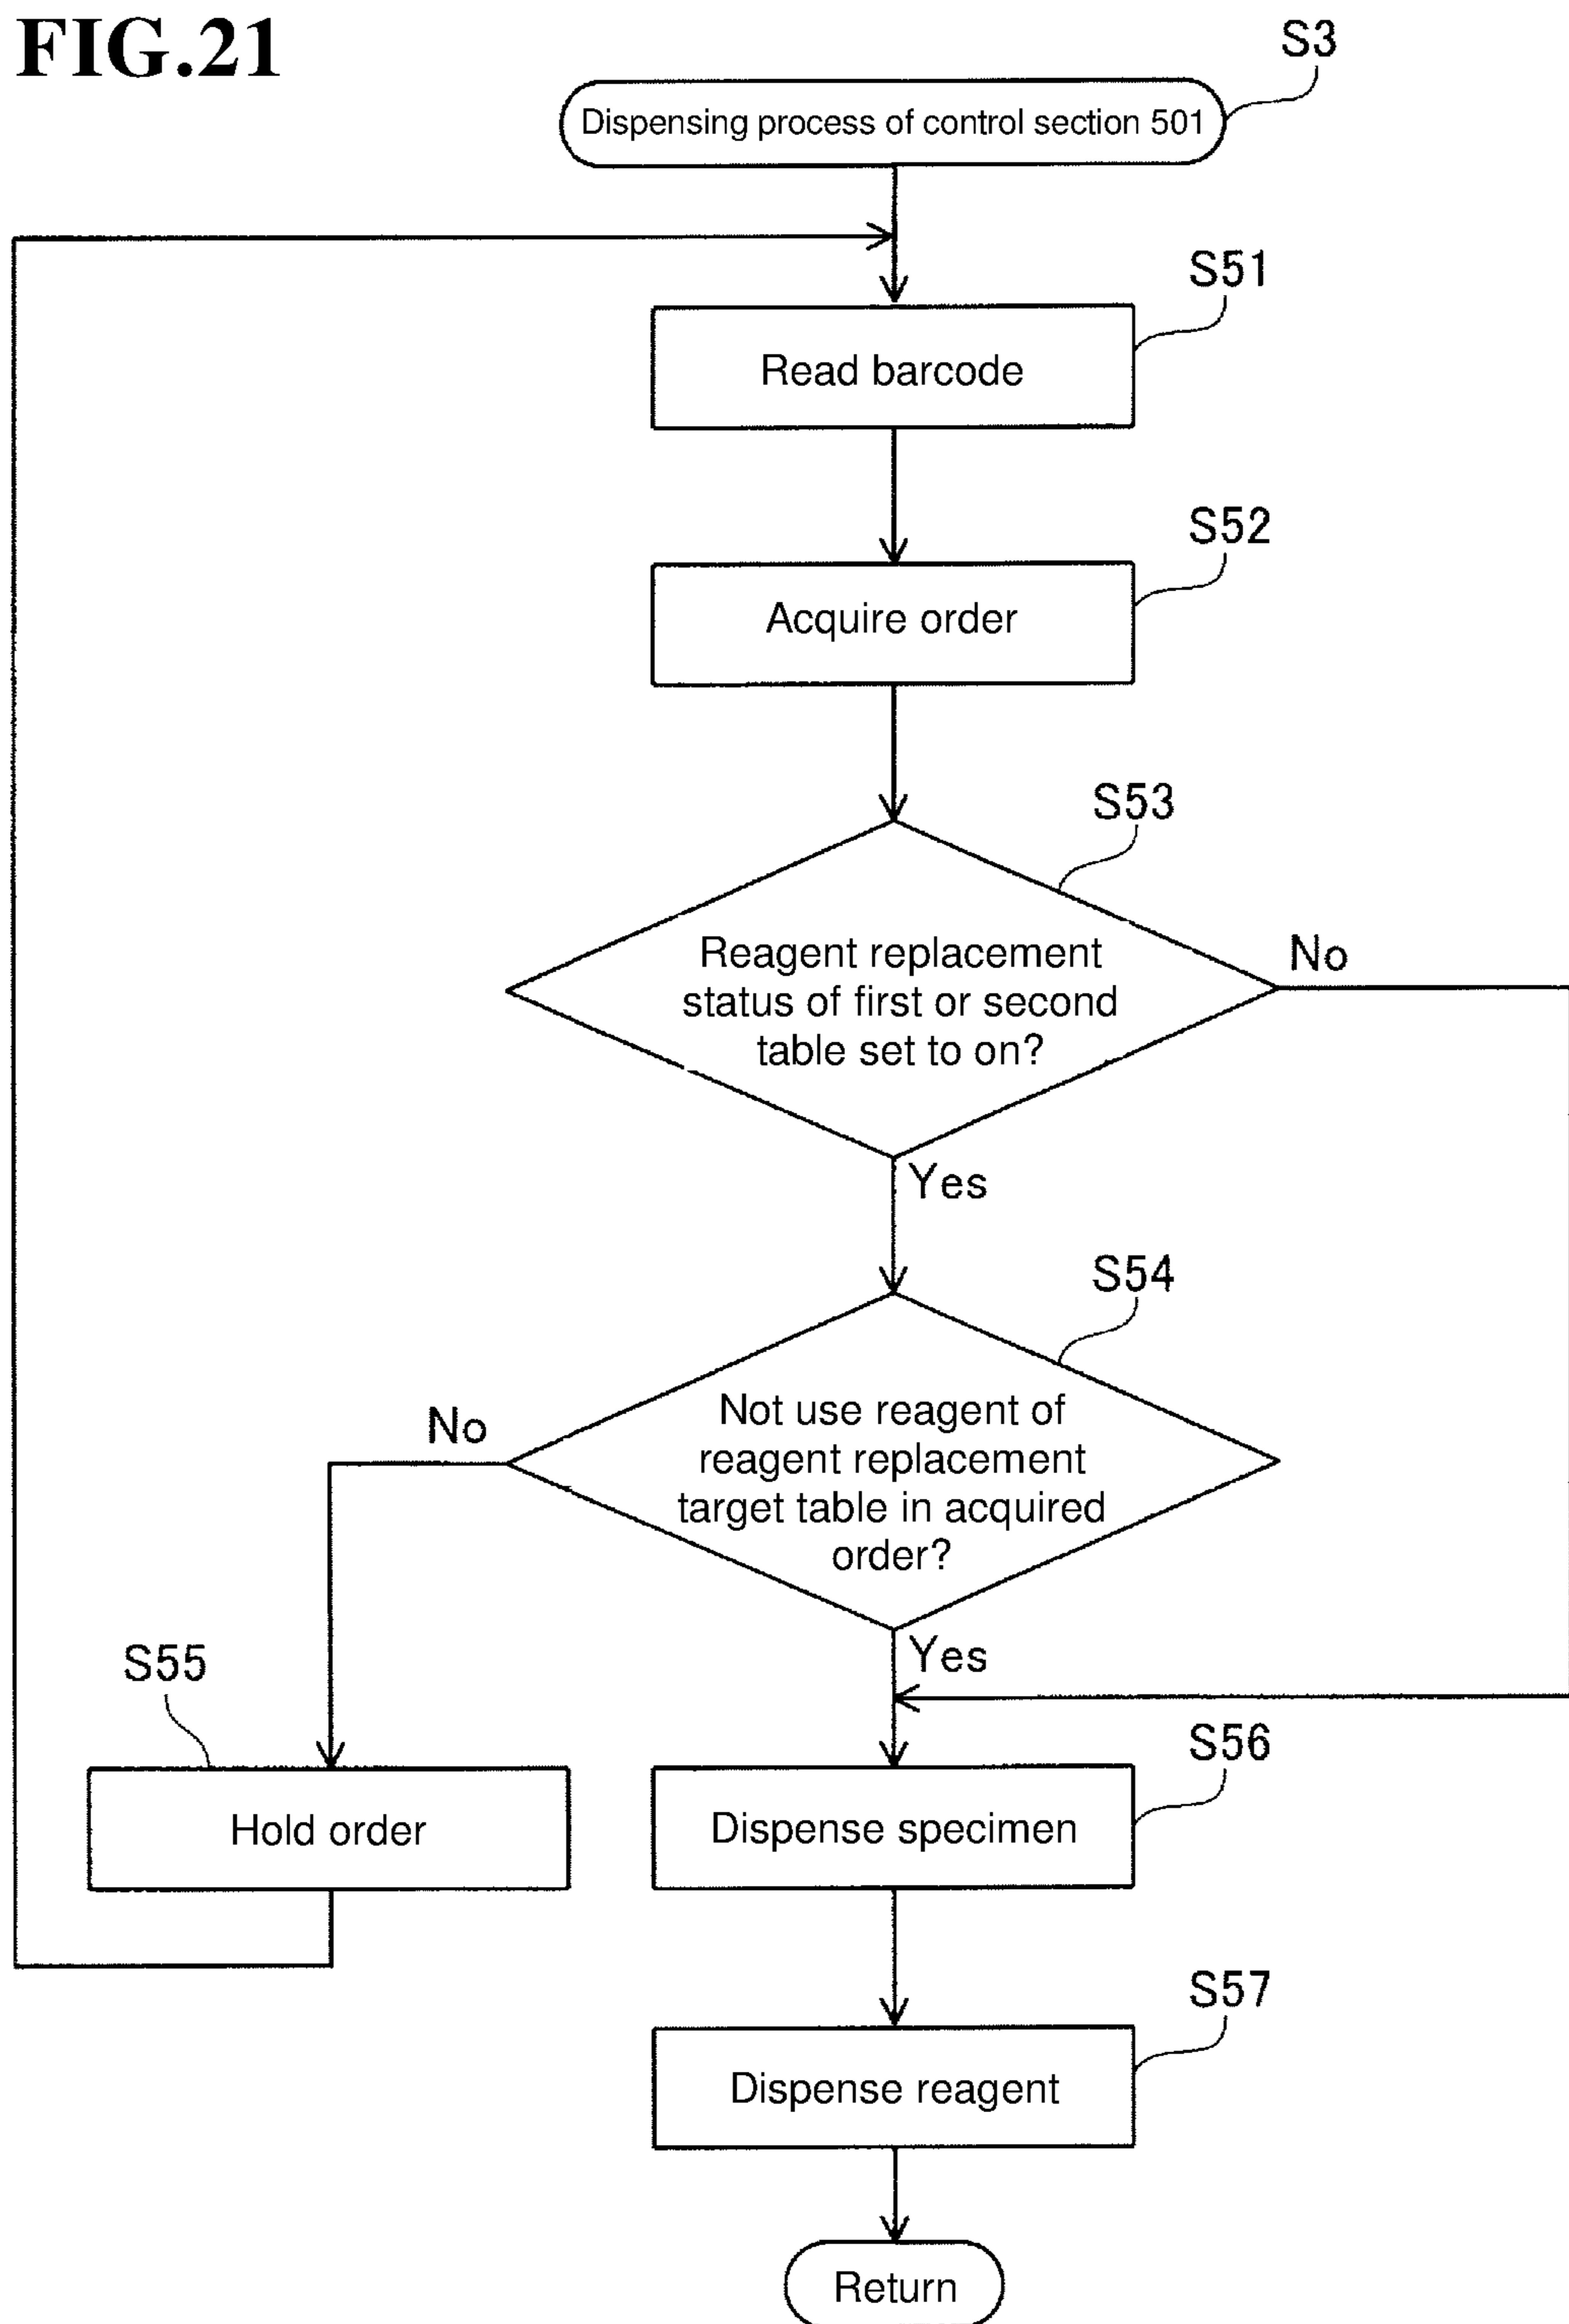 FIG.21
S3
Dispensing process of control section 501
S51
Read barcode
S52
Acquire order
S53
Reagent replacement
status of first or second
table set to on?
No
Yes
S54
Not use reagent of
reagent replacement
target table in acquired
order?
No
Yes
S55
Hold order
S56
Dispense specimen
S57
Dispense reagent
Return